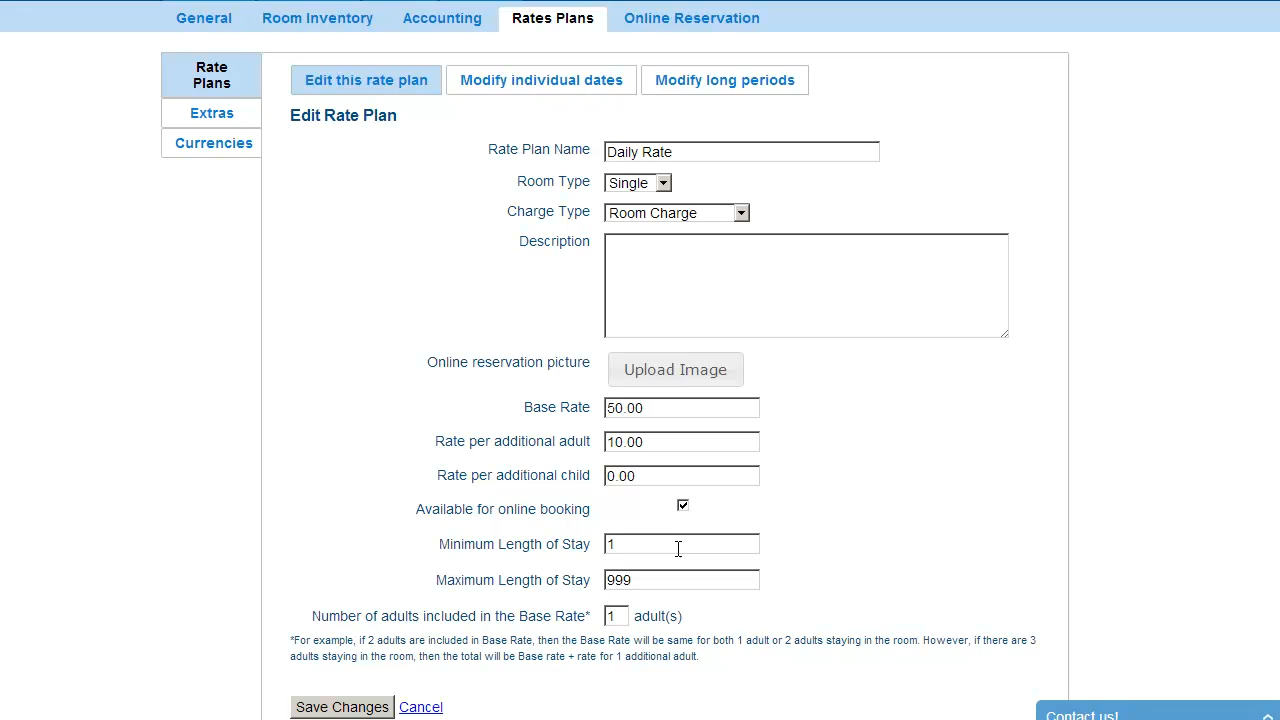 General Room Inventory Accounting Rates Plans Online Reservation
Rate
Plans
Extras
Currencies
Edit this rate plan Modify individual dates Modify long periods
Edit Rate Plan
Rate Plan Name Daily Rate
Room Type Single
Charge Type Room Charge
Description
Online reservation picture Upload Image
Base Rate 50.00
Rate per additional adult 10.00
Rate per additional child 0.00
Available for online booking
Minimum Length of Stay 1
Maximum Length of Stay 999
Number of adults included in the Base Rate* 1 adult(s)
*For example, if 2 adults are included in Base Rate, then the Base Rate will be same for both 1 adult or 2 adults staying in the room. However, if there are 3
adults staying in the room, then the total will be Base rate + rate for 1 additional adult.
Save Changes Cancel
Contact us!